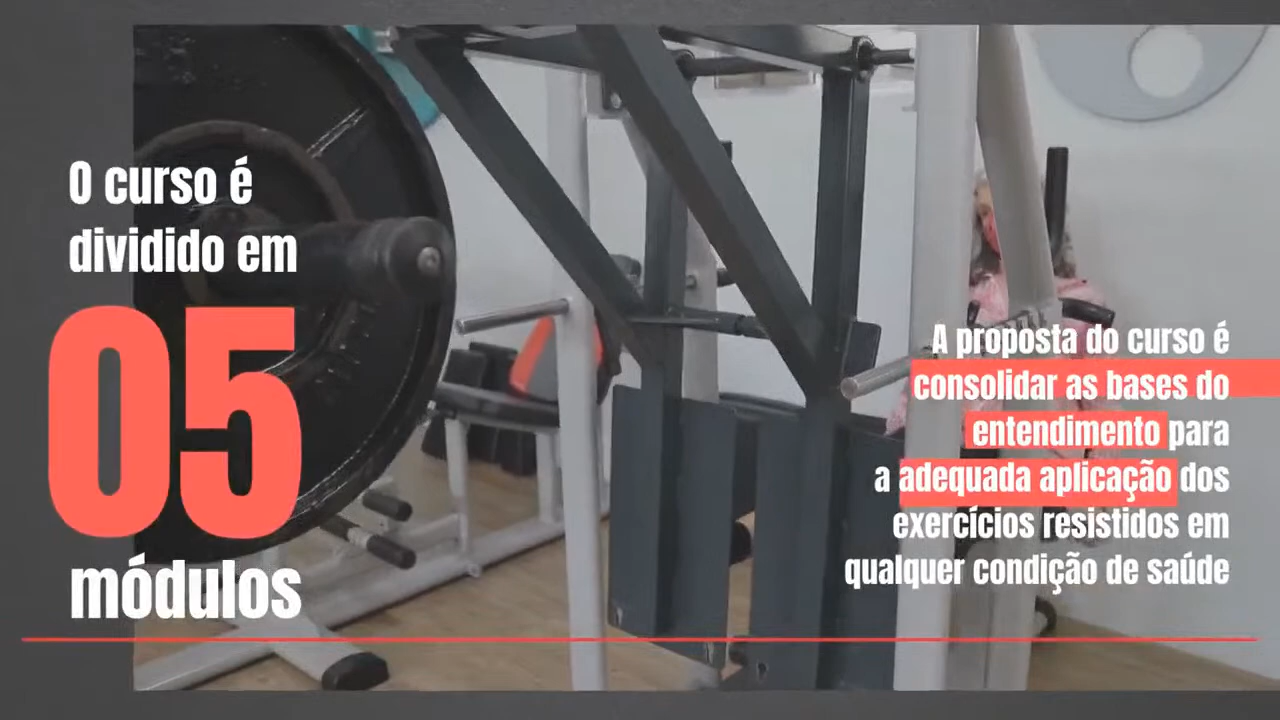 O curso é
dividido em
05
módulos
A proposta do curso é
consolidar as bases do
entendimento para
a adequada aplicação dos
exercícios resistidos em
qualquer condição de saúde